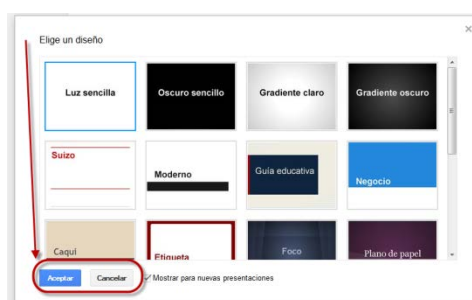 Elige un diseño
Luz sencilla
Oscuro sencillo
Gradiente claro
Gradiente oscuro
Suizo
Moderno
Guía educativa
Negocio
Caqui
Etiqueta
Foco
Plano de papel
Aceptar
Cancelar
Mostrar para nuevas presentaciones